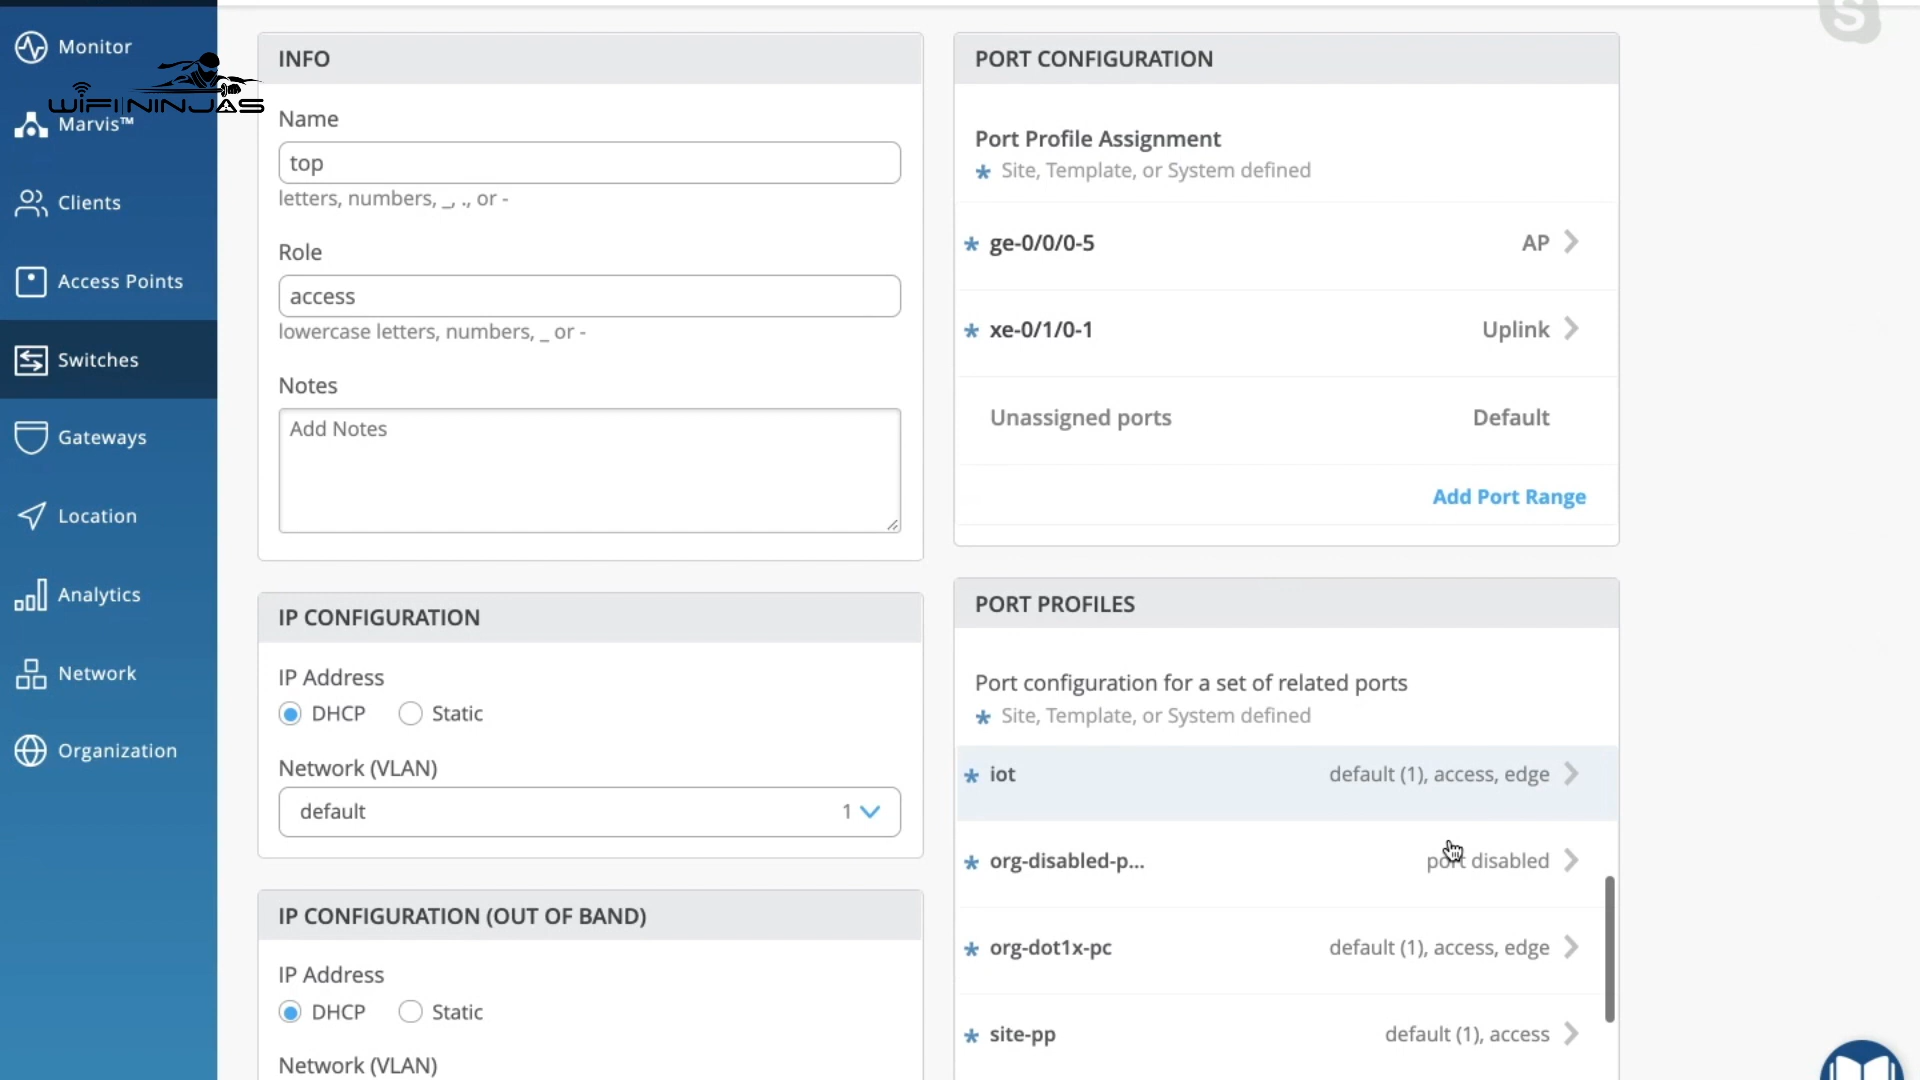 Monitor
WiFi NINJAS
Marvis™
Clients
Access Points
Switches
Gateways
Location
Analytics
Network
Organization
INFO
Name
top
letters, numbers, _, ., or -
Role
access
lowercase letters, numbers, _ or -
Notes
Add Notes
IP CONFIGURATION
IP Address
DHCP Static
Network (VLAN)
default 1
IP CONFIGURATION (OUT OF BAND)
IP Address
DHCP Static
Network (VLAN)
PORT CONFIGURATION
Port Profile Assignment
* Site, Template, or System defined
* ge-0/0/0-5 AP
* xe-0/1/0-1 Uplink
Unassigned ports Default
Add Port Range
PORT PROFILES
Port configuration for a set of related ports
* Site, Template, or System defined
* iot default (1), access, edge
* org-disabled-p... port disabled
* org-dot1x-pc default (1), access, edge
* site-pp default (1), access
S